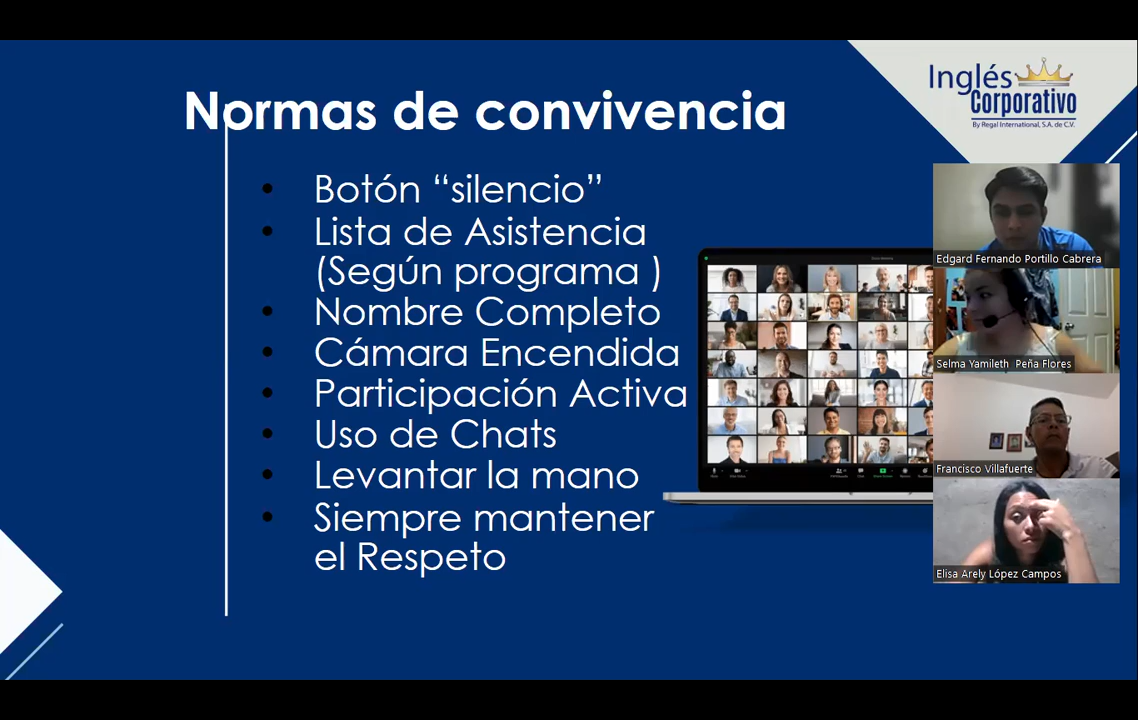 Normas de convivencia
Inglés
Corporativo
By Regal International, S.A. de C.V.
• Botón “silencio”
• Lista de Asistencia
(Según programa )
• Nombre Completo
• Cámara Encendida
• Participación Activa
• Uso de Chats
• Levantar la mano
• Siempre mantener
el Respeto
Edgard Fernando Portillo Cabrera
Selma Yamileth Peña Flores
Francisco Villafuerte
Elisa Arely López Campos